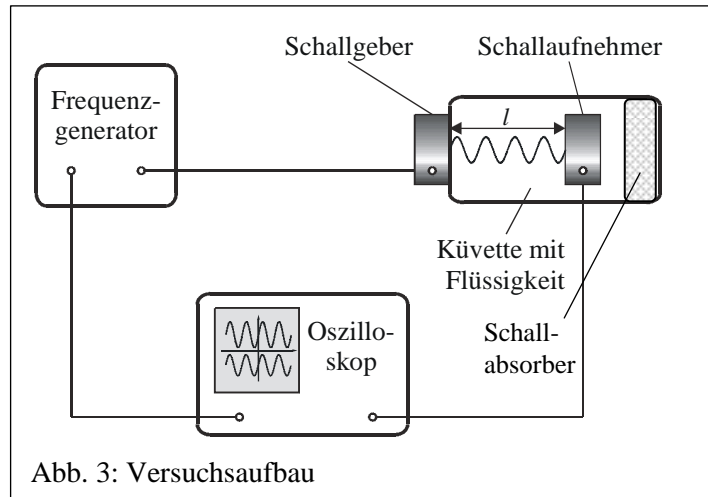 Schallgeber
Schallaufnehmer
Frequenz-
generator
l
Küvette mit
Flüssigkeit
Oszillo-
skop
Schall-
absorber
Abb. 3: Versuchsaufbau